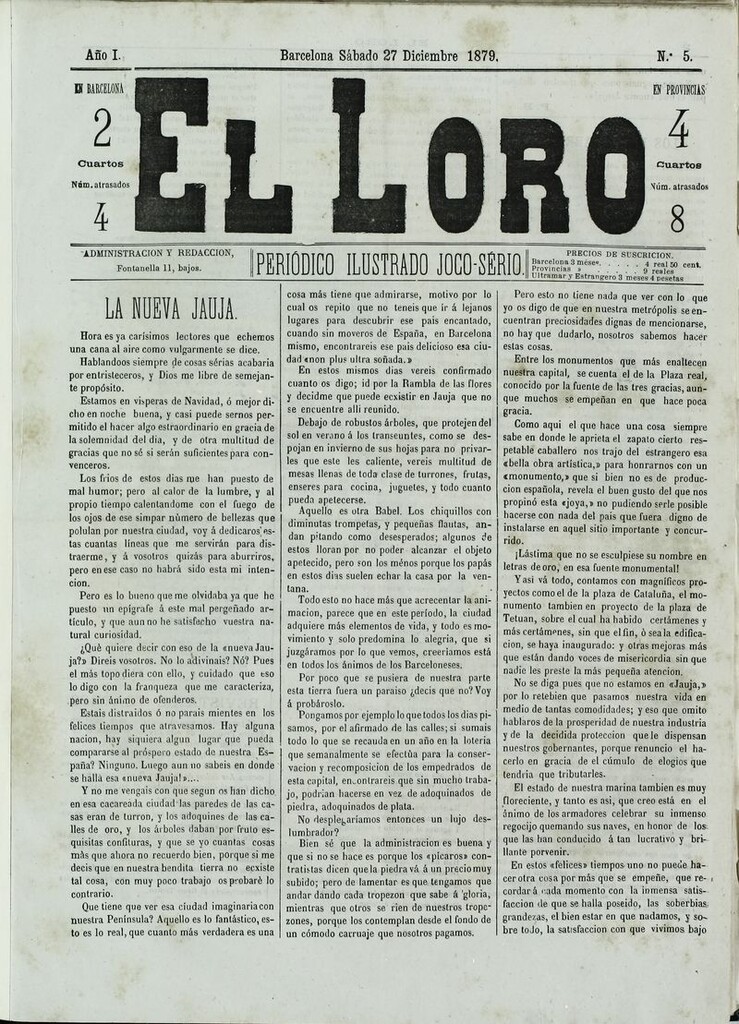 Año I.
Barcelona Sábado 27 Diciembre 1879.
N.º 5.
EN BARCELONA
2
Cuartos
Núm. atrasados
4
EL LORO
EN PROVINCIAS
4
Cuartos
Núm. atrasados
8
ADMINISTRACION Y REDACCION,
Fontanella 11, bajos.
PERIÓDICO ILUSTRADO JOCO-SÉRIO.
PRECIOS DE SUSCRICION.
Barcelona 3 meses. . . . . 4 real 50 cent.
Provincias » . . . . . 9 reales
Ultramar y Estrangero 3 meses 4 pesetas
LA NUEVA JAUJA.
Hora es ya carísimos lectores que echemos
una cana al aire como vulgarmente se dice.
Hablandoos siempre de cosas sérias acabaria
por entristeceros, y Dios me libre de semejan-
te propósito.
Estamos en vísperas de Navidad, ó mejor di-
cho en noche buena, y casi puede sernos per-
mitido el hacer algo estraordinario en gracia de
la solemnidad del dia, y de otra multitud de
gracias que no sé si serán suficientes para con-
venceros.
Los frios de estos dias me han puesto de
mal humor; pero al calor de la lumbre, y al
propio tiempo calentandome con el fuego de
los ojos de ese simpar número de bellezas que
polulan por nuestra ciudad, voy á dedicaros es-
tas cuantas líneas que me servirán para dis-
traerme, y á vosotros quizás para aburriros,
pero en ese caso no habrá sido esta mi inten-
cion.
Pero es lo bueno que me olvidaba ya que he
puesto un epígrafe á este mal pergeñado ar-
tículo, y que aun no he satisfecho vuestra na-
tural curiosidad.
¿Qué quiere decir con eso de la «nueva Jau-
ja?» Direis vosotros. No lo adivinais? Nó? Pues
el más topo diera con ello, y cuidado que eso
lo digo con la franqueza que me caracteriza,
pero sin ánimo de ofenderos.
Estais distraidos ó no parais mientes en los
felices tiempos que atravesamos. Hay alguna
nacion, hay siquiera algun lugar que pueda
compararse al próspero estado de nuestra Es-
paña? Ninguno. Luego aun no sabeis en donde
se halla esa «nueva Jauja!»....
Y no me vengais con que segun os han dicho
en esa cacareada ciudad las paredes de las ca-
sas eran de turron, y los adoquines de las ca-
lles de oro, y los árboles daban por fruto es-
quisitas confituras, y que se yo cuantas cosas
más que ahora no recuerdo bien, porque si me
decis que en nuestra bendita tierra no ecsiste
tal cosa, con muy poco trabajo os probaré lo
contrario.
Que tiene que ver esa ciudad imaginaria con
nuestra Península? Aquello es lo fantástico, es-
to es lo real, que cuanto más verdadera es una
cosa más tiene que admirarse, motivo por lo
cual os repito que no teneis que ir á lejanos
lugares para descubrir ese pais encantado,
cuando sin moveros de España, en Barcelona
mismo, encontrareis ese pais delicioso esa ciu-
dad «non plus ultra soñada.»
En estos mismos dias vereis confirmado
cuanto os digo; id por la Rambla de las flores
y decidme que puede ecxistir en Jauja que no
se encuentre allí reunido.
Debajo de robustos árboles, que protejen del
sol en verano á los transeuntes, como se des-
pojan en invierno de sus hojas para no privar-
les que este les caliente, vereis multitud de
mesas llenas de toda clase de turrones, frutas,
enseres para cocina, juguetes, y todo cuanto
pueda apetecerse.
Aquello es otra Babel. Los chiquillos con
diminutas trompetas, y pequeñas flautas, an-
dan pitando como desesperados; algunos de
estos lloran por no poder alcanzar el objeto
apetecido, pero son los ménos porque los papás
en estos dias suelen echar la casa por la ven-
tana.
Todo esto no hace más que acrecentar la ani-
macion, parece que en este período, la ciudad
adquiere más elementos de vida, y todo es mo-
vimiento y solo predomina lo alegria, que si
juzgáramos por lo que vemos, creeriamos está
en todos los ánimos de los Barceloneses.
Por poco que se pusiera de nuestra parte
esta tierra fuera un paraiso ¿decis que no? Voy
á probároslo.
Pongamos por ejemplo lo que todos los dias pi-
samos, por el afirmado de las calles; si sumais
todo lo que se recauda en un año en la loteria
que semanalmente se efectúa para la conser-
vacion y recomposicion de los empedrados de
esta capital, encontrareis que sin mucho traba-
jo, podrian hacerse en vez de adoquinados de
piedra, adoquinados de plata.
No desplegaríamos entonces un lujo des-
lumbrador?
Bien sé que la administracion es buena y
que si no se hace es porque los «pícaros» con-
tratistas dicen que la piedra vá á un precio muy
subido; pero de lamentar es que tengamos que
andar dando cada tropezon que sabe á gloria,
mientras que otros se rien de nuestros trope-
zones, porque los contemplan desde el fondo de
un cómodo carruaje que nosotros pagamos.
Pero esto no tiene nada que ver con lo que
yo os digo de que en nuestra metrópolis se en-
cuentran preciosidades dignas de mencionarse,
no hay que dudarlo, nosotros sabemos hacer
estas cosas.
Entre los monumentos que más enaltecen
nuestra capital, se cuenta el de la Plaza real,
conocido por la fuente de las tres gracias, aun-
que muchos se empeñan en que hace poca
gracia.
Como aqui el que hace una cosa siempre
sabe en donde le aprieta el zapato cierto res-
petable caballero nos trajo del estrangero esa
«bella obra artística,» para honrarnos con un
«monumento,» que si bien no es de produc-
cion española, revela el buen gusto del que nos
propinó esta «joya,» no pudiendo serle posible
hacerse con nada del pais que fuera digno de
instalarse en aquel sitio importante y concur-
rido.
¡Lástima que no se esculpiese su nombre en
letras de oro, en esa fuente monumental!
Y asi vá todo, contamos con magníficos pro-
yectos como el de la plaza de Cataluña, el mo-
numento tambien en proyecto de la plaza de
Tetuan, sobre el cual ha habido certámenes y
más certámenes, sin que el fin, ó sea la edifica-
cion, se haya inaugurado: y otras mejoras más
que están dando voces de misericordia sin que
nadie les preste la más pequeña atencion.
No se diga pues que no estamos en «Jauja,»
por lo retebien que pasamos nuestra vida en
medio de tantas comodidades; y eso que omito
hablaros de la prosperidad de nuestra industria
y de la decidida proteccion que le dispensan
nuestros gobernantes, porque renuncio el ha-
cerlo en gracia de el cúmulo de elogios que
tendria que tributarles.
El estado de nuestra marina tambien es muy
floreciente, y tanto es asi, que creo está en el
ánimo de los armadores celebrar su inmenso
regocijo quemando sus naves, en honor de los
que las han conducido á tan lucrativo y bri-
llante porvenir.
En estos «felices» tiempos uno no puede ha-
cer otra cosa por más que se empeñe, que re-
cordar á cada momento con la inmensa satis-
faccion de que se halla poseido, las soberbias
grandezas, el bien estar en que nadamos, y so-
bre todo, la satisfaccion con que vivimos bajo